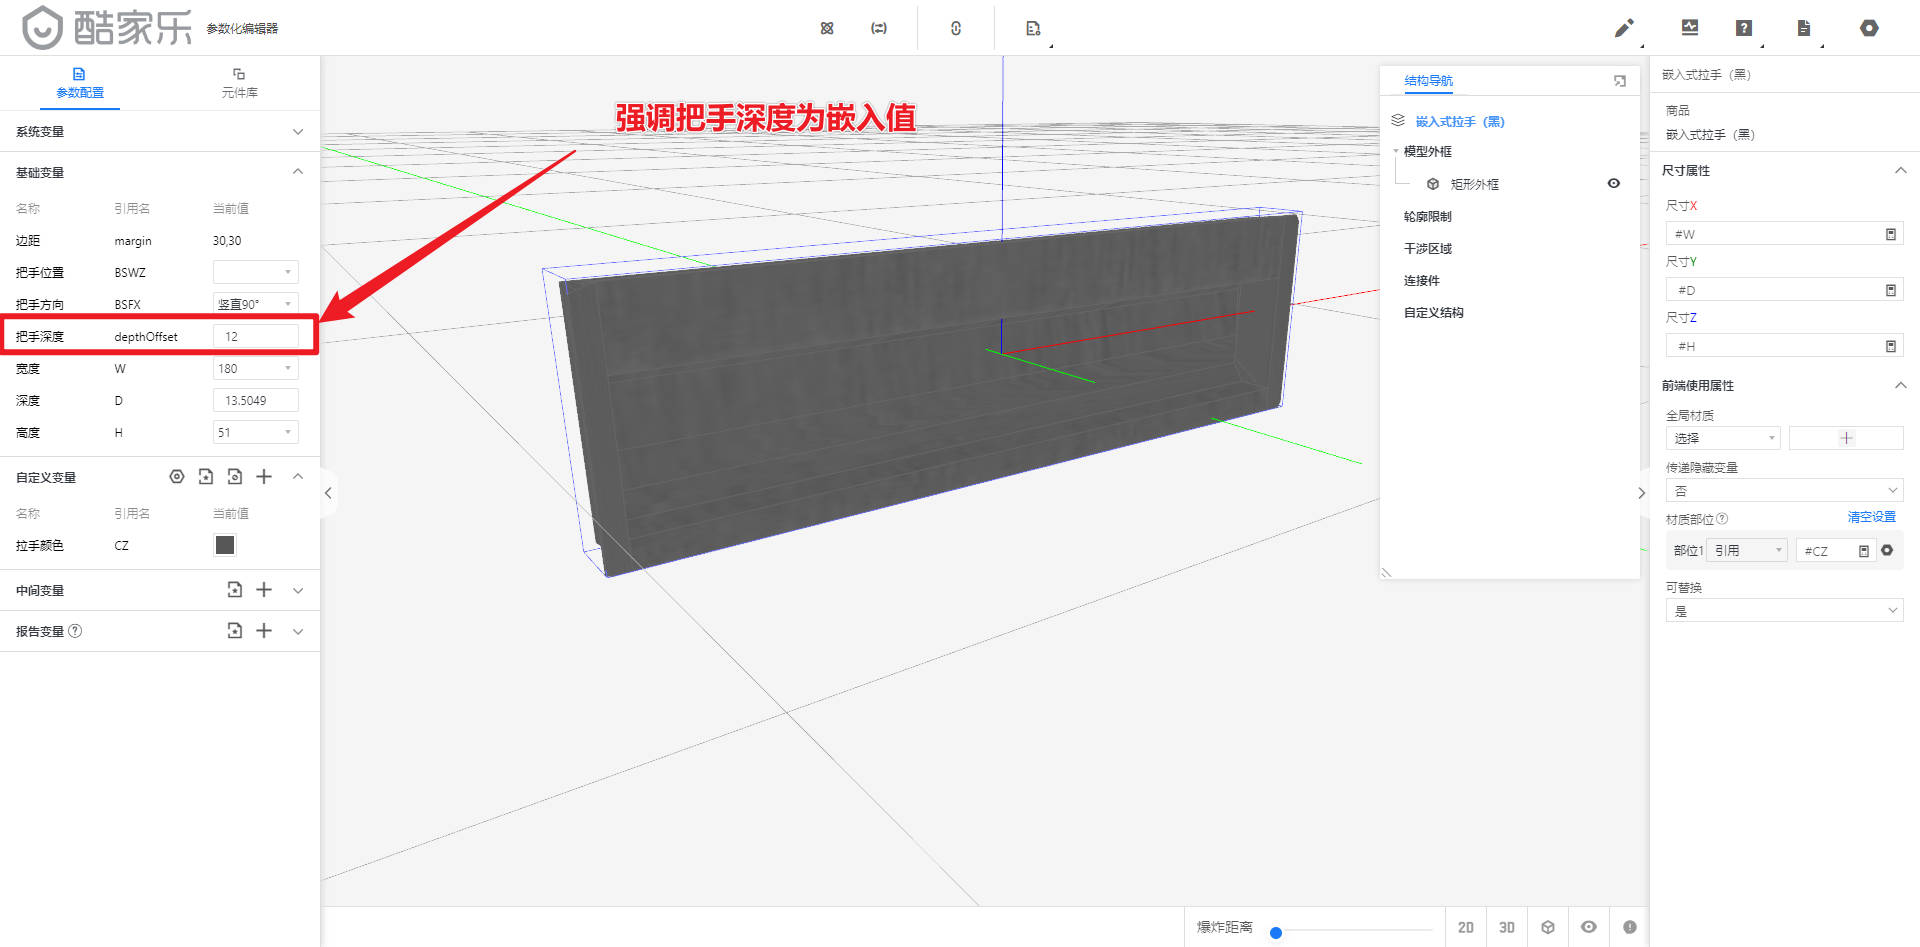 酷家乐 参数化编辑器
参数配置 元件库
系统变量
基础变量
名称 引用名 当前值
边距 margin 30,30
把手位置 BSWZ
把手方向 BSFX 竖直90°
把手深度 depthOffset 12
宽度 W 180
深度 D 13.5049
高度 H 51
自定义变量
名称 引用名 当前值
拉手颜色 CZ
中间变量
报告变量 ?
强调把手深度为嵌入值
结构导航
嵌入式拉手（黑）
模型外框
矩形外框
轮廓限制
干涉区域
连接件
自定义结构
嵌入式拉手（黑）
商品
嵌入式拉手（黑）
尺寸属性
尺寸X
#W
尺寸Y
#D
尺寸Z
#H
前端使用属性
全局材质
选择
传递隐藏变量
否
材质部位 ? 清空设置
部位1 引用 #CZ
可替换
是
爆炸距离 2D 3D